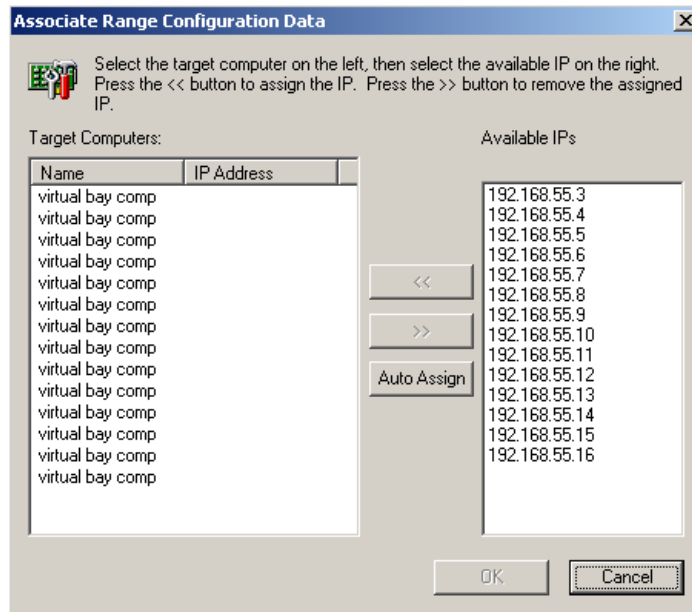 Associate Range Configuration Data
Select the target computer on the left, then select the available IP on the right.
Press the << button to assign the IP.  Press the >> button to remove the assigned
IP.
Target Computers:
Name IP Address
virtual bay comp
virtual bay comp
virtual bay comp
virtual bay comp
virtual bay comp
virtual bay comp
virtual bay comp
virtual bay comp
virtual bay comp
virtual bay comp
virtual bay comp
virtual bay comp
virtual bay comp
virtual bay comp
<<
>>
Auto Assign
Available IPs
192.168.55.3
192.168.55.4
192.168.55.5
192.168.55.6
192.168.55.7
192.168.55.8
192.168.55.9
192.168.55.10
192.168.55.11
192.168.55.12
192.168.55.13
192.168.55.14
192.168.55.15
192.168.55.16
OK
Cancel